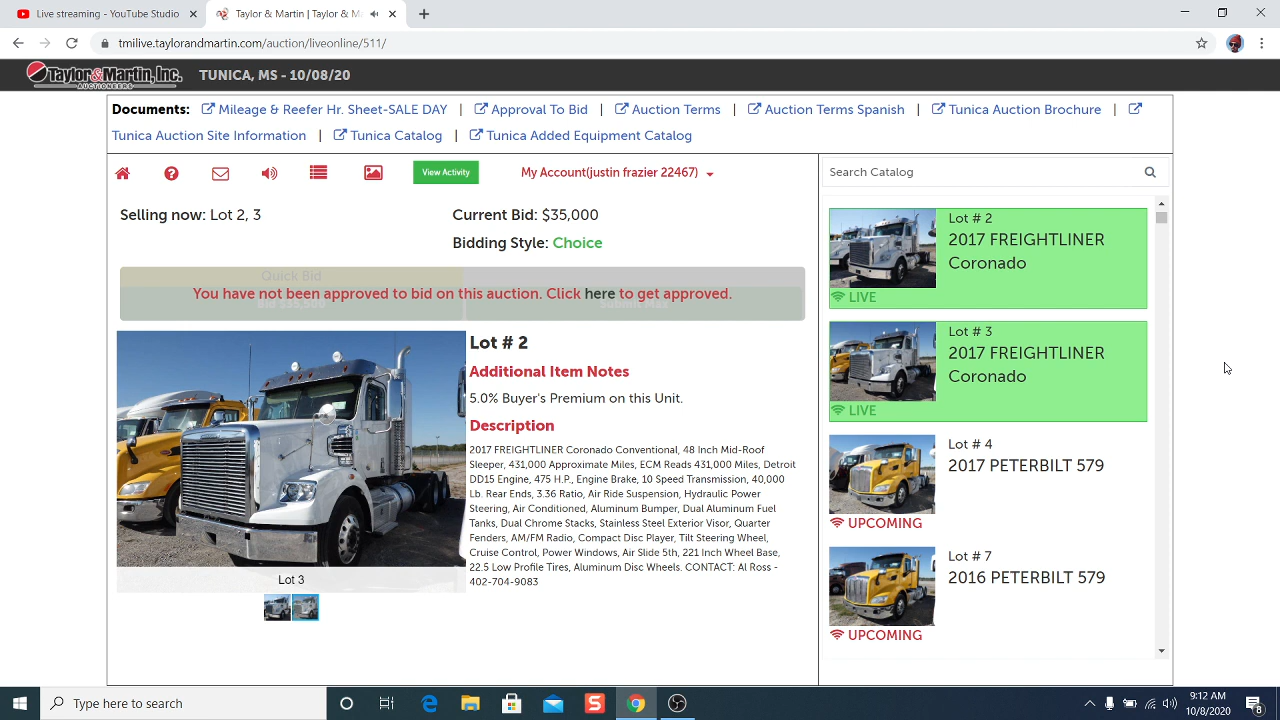 Live streaming - YouTube Studio
Taylor & Martin | Taylor & M
tmlive.taylorandmartin.com/auction/liveonline/511/
Taylor&Martin, Inc.
AUCTIONEERS
TUNICA, MS - 10/08/20
Documents: Mileage & Reefer Hr. Sheet-SALE DAY | Approval To Bid | Auction Terms | Auction Terms Spanish | Tunica Auction Brochure |
Tunica Auction Site Information | Tunica Catalog | Tunica Added Equipment Catalog
View Activity
My Account(justin frazier 22467)
Search Catalog
Selling now: Lot 2, 3
Current Bid: $35,000
Bidding Style: Choice
Quick Bid
You have not been approved to bid on this auction. Click here to get approved.
Lot 3
Lot # 2
Additional Item Notes
5.0% Buyer's Premium on this Unit.
Description
2017 FREIGHTLINER Coronado Conventional, 48 Inch Mid-Roof
Sleeper, 431,000 Approximate Miles, ECM Reads 431,000 Miles, Detroit
DD15 Engine, 475 H.P., Engine Brake, 10 Speed Transmission, 40,000
Lb. Rear Ends, 3.36 Ratio, Air Ride Suspension, Hydraulic Power
Steering, Air Conditioned, Aluminum Bumper, Dual Aluminum Fuel
Tanks, Dual Chrome Stacks, Stainless Steel Exterior Visor, Quarter
Fenders, AM/FM Radio, Compact Disc Player, Tilt Steering Wheel,
Cruise Control, Power Windows, Air Slide 5th, 221 Inch Wheel Base,
22.5 Low Profile Tires, Aluminum Disc Wheels. CONTACT: Al Ross -
402-704-9083
Lot # 2
2017 FREIGHTLINER
Coronado
LIVE
Lot # 3
2017 FREIGHTLINER
Coronado
LIVE
Lot # 4
2017 PETERBILT 579
UPCOMING
Lot # 7
2016 PETERBILT 579
UPCOMING
Type here to search
9:12 AM
10/8/2020